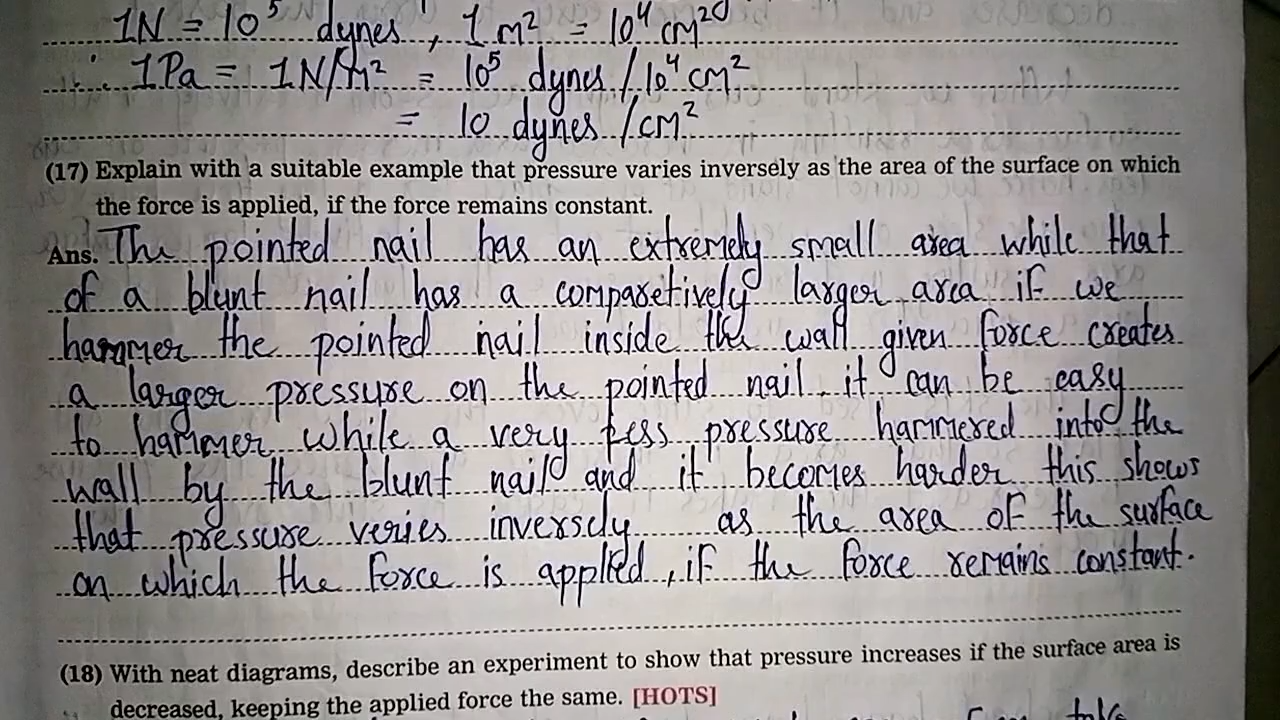 1N = 10⁵ dynes, 1 m² = 10⁴ cm²
∴ 1Pa = 1N/m² = 10⁵ dynes /10⁴ cm²
= 10 dynes /cm²
(17) Explain with a suitable example that pressure varies inversely as the area of the surface on which
the force is applied, if the force remains constant.
Ans. The pointed nail has an extremely small area while that
of a blunt nail has a comparetively larger area if we
hammer the pointed nail inside the wall given force creates
a larger pressure on the pointed nail. it can be easy
to hammer while a very less pressure hammered into the
wall by the blunt nail and it becomes harder this shows
that pressure veries inversely as the area of the surface
on which the force is applied, if the force remains constant.
(18) With neat diagrams, describe an experiment to show that pressure increases if the surface area is
decreased, keeping the applied force the same. [HOTS]